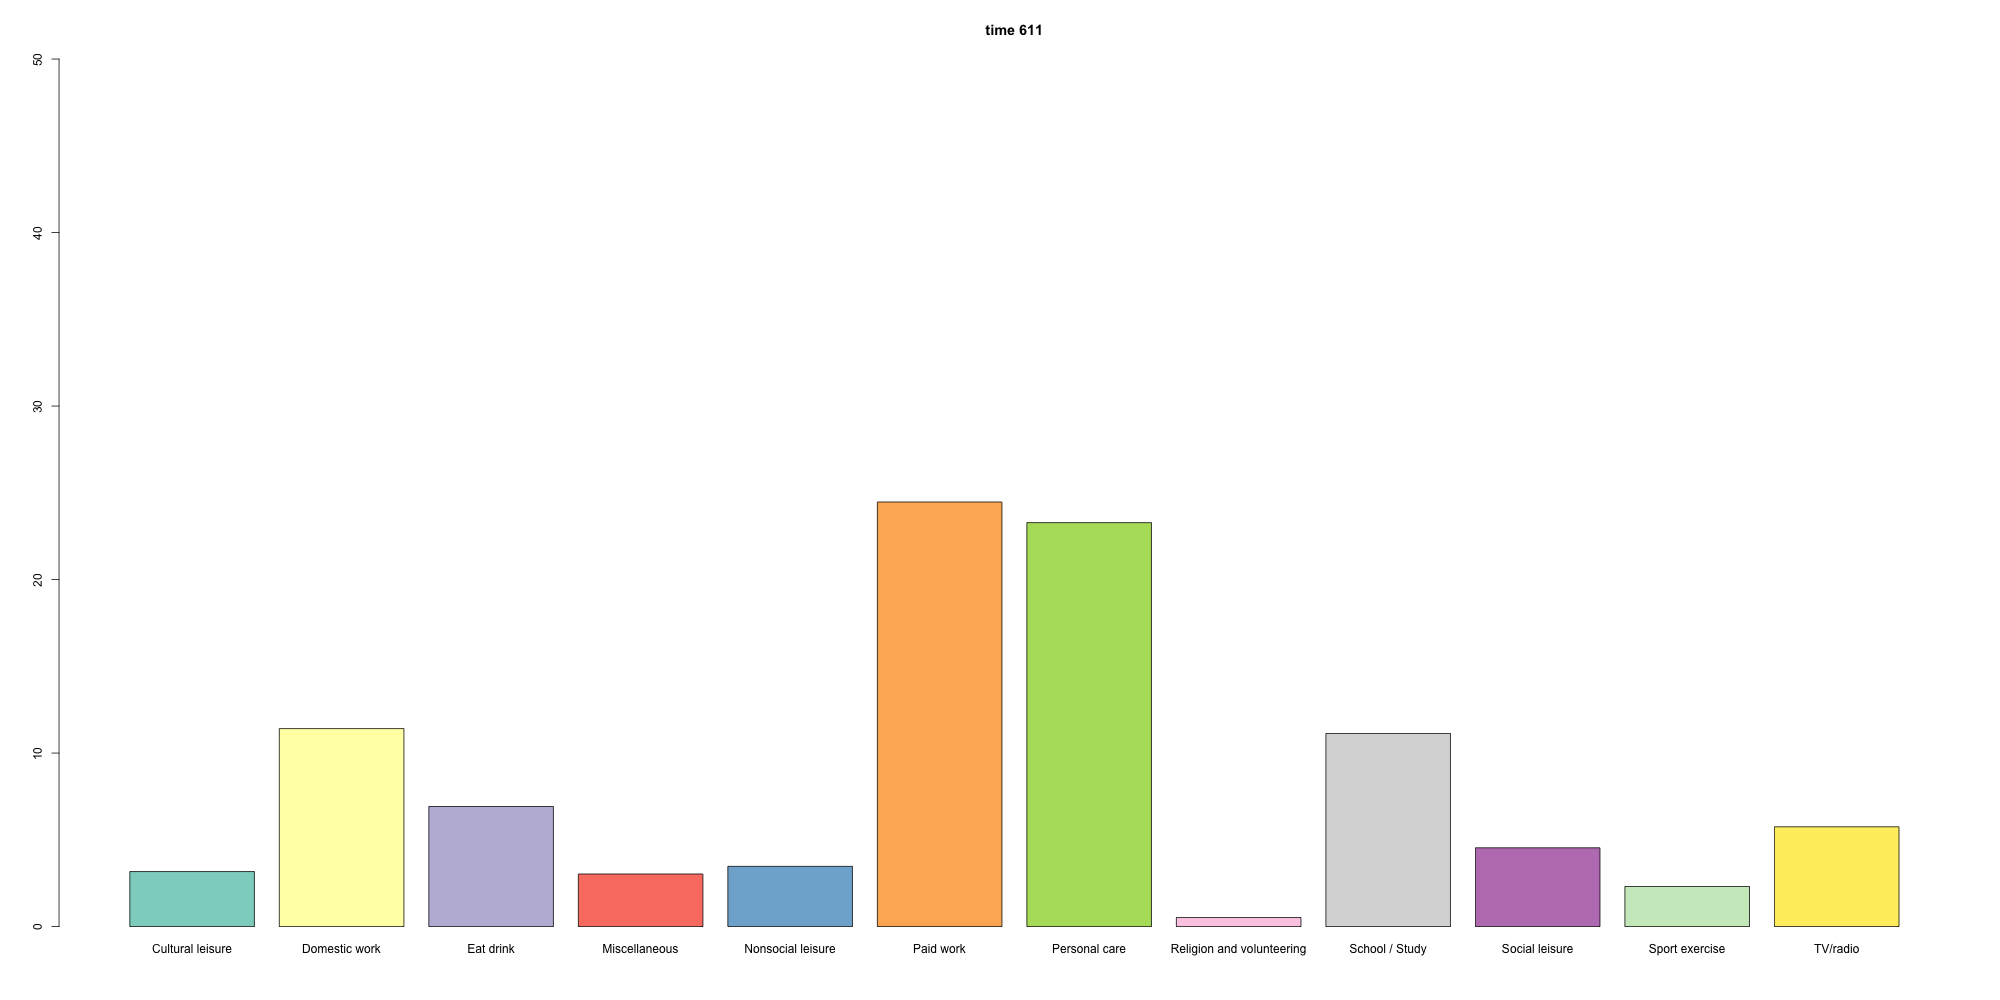 time 611
50
40
30
20
10
0
Cultural leisure
Domestic work
Eat drink
Miscellaneous
Nonsocial leisure
Paid work
Personal care
Religion and volunteering
School / Study
Social leisure
Sport exercise
TV/radio